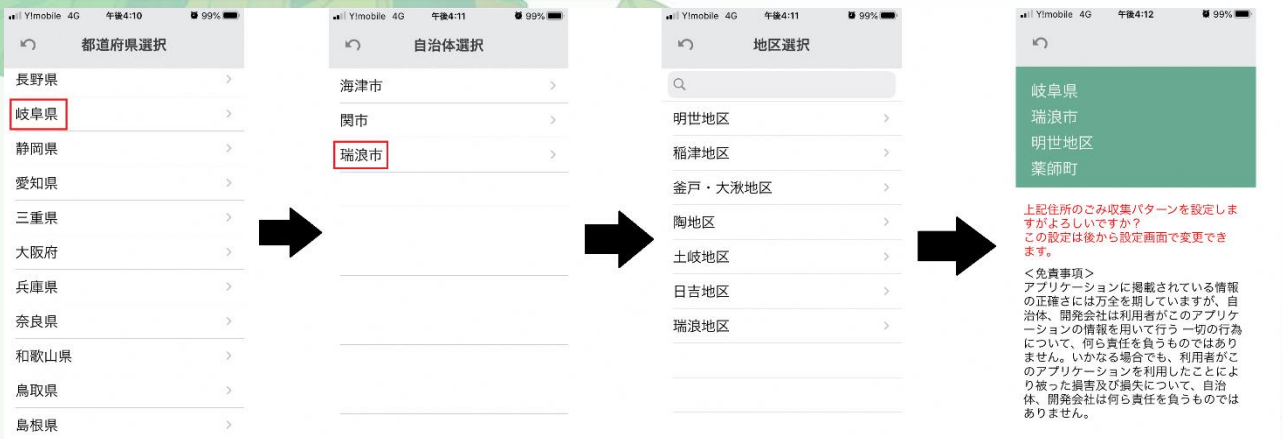 Y!mobile 4G 午後4:10 99%
都道府県選択
長野県
岐阜県
静岡県
愛知県
三重県
大阪府
兵庫県
奈良県
和歌山県
鳥取県
島根県
Y!mobile 4G 午後4:11 99%
自治体選択
海津市
関市
瑞浪市
Y!mobile 4G 午後4:11 99%
地区選択
明世地区
稲津地区
釜戸・大湫地区
陶地区
土岐地区
日吉地区
瑞浪地区
Y!mobile 4G 午後4:12 99%
岐阜県
瑞浪市
明世地区
薬師町
上記住所のごみ収集パターンを設定しま
すがよろしいですか？
この設定は後から設定画面で変更でき
ます。
＜免責事項＞
アプリケーションに掲載されている情報
の正確さには万全を期していますが、自
治体、開発会社は利用者がこのアプリケ
ーションの情報を用いて行う 一切の行為
について、何ら責任を負うものではあり
ません。いかなる場合でも、利用者がこ
のアプリケーションを利用したことによ
り被った損害及び損失について、自治
体、開発会社は何ら責任を負うものでは
ありません。